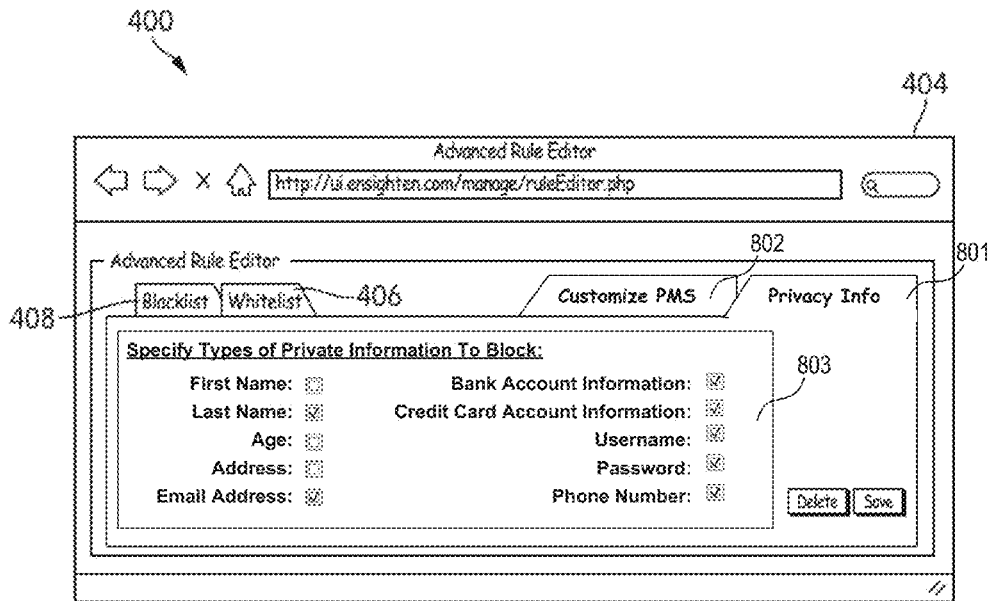 400
404
Advanced Rule Editor
http://ui.ensighten.com/manage/ruleEditor.php
802
801
Advanced Rule Editor
408
Blacklist
Whitelist
406
Customize PMS
Privacy Info
Specify Types of Private Information To Block:
803
First Name:
Bank Account Information:
Last Name:
Credit Card Account Information:
Age:
Username:
Address:
Password:
Email Address:
Phone Number:
Delete
Save